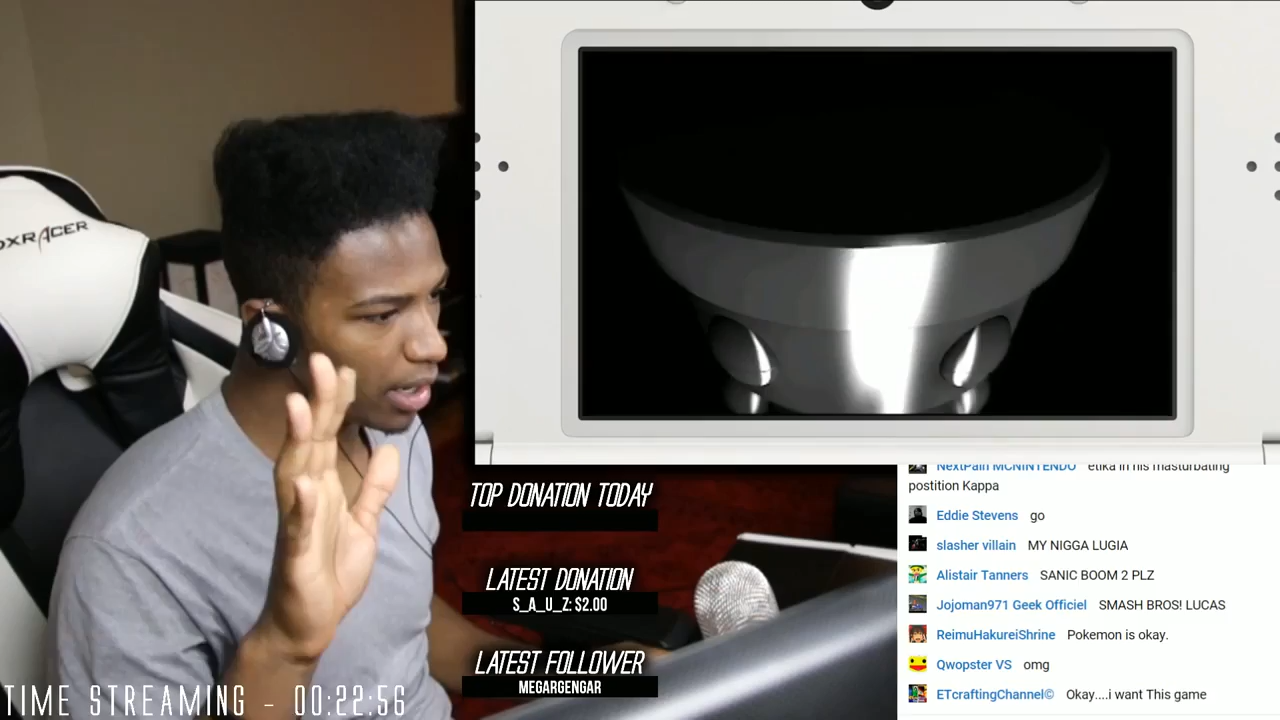 DXRACER
TOP DONATION TODAY
LATEST DONATION
S_A_U_Z: $2.00
LATEST FOLLOWER
MEGARGENGAR
TIME STREAMING - 00:22:56
NextPain MCNINTENDO etika in his masturbating
postition Kappa
Eddie Stevens go
slasher villain MY NIGGA LUGIA
Alistair Tanners SANIC BOOM 2 PLZ
Jojoman971 Geek Officiel SMASH BROS! LUCAS
ReimuHakureiShrine Pokemon is okay.
Qwopster VS omg
ETcraftingChannel© Okay....i want This game